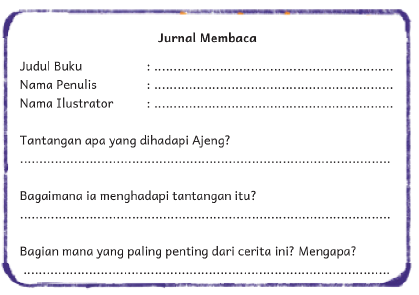 Jurnal Membaca
Judul Buku : ................................................................
Nama Penulis : ................................................................
Nama Ilustrator : ................................................................
Tantangan apa yang dihadapi Ajeng?
....................................................................................................
Bagaimana ia menghadapi tantangan itu?
....................................................................................................
Bagian mana yang paling penting dari cerita ini? Mengapa?
....................................................................................................